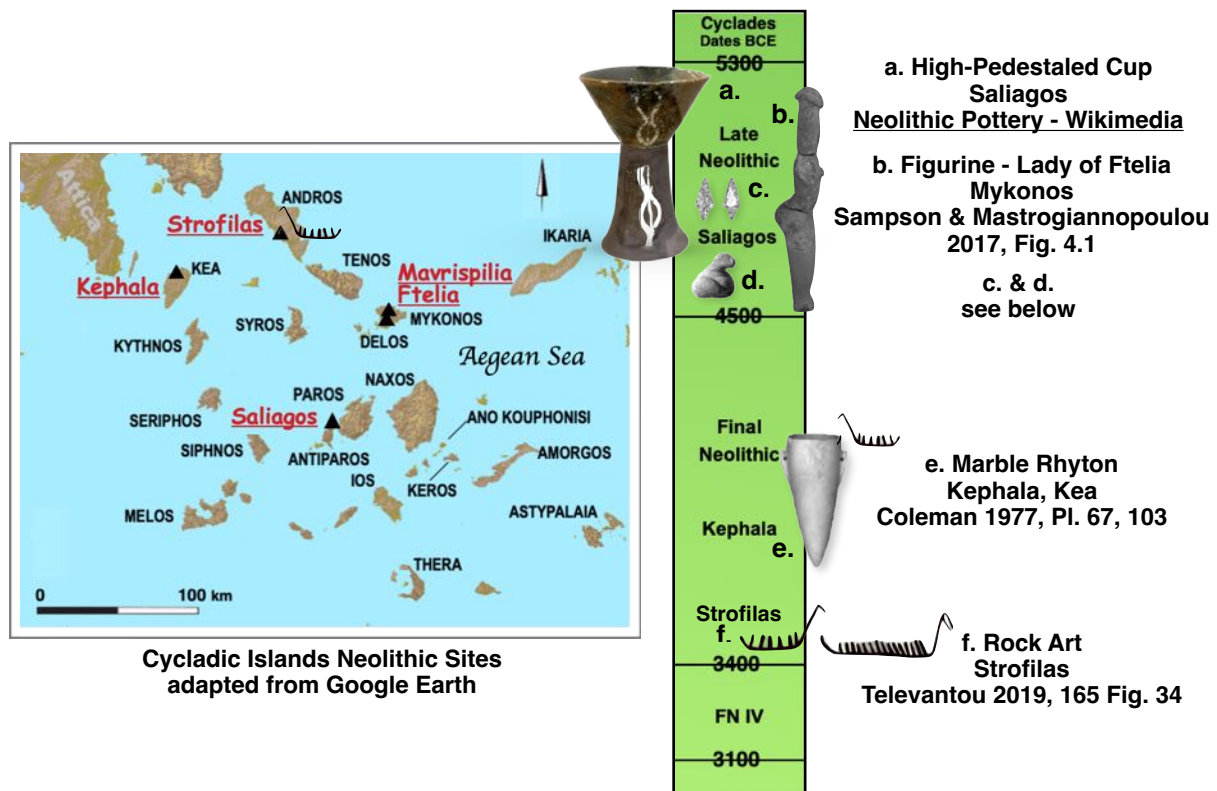 Attica
ANDROS
Strofilas
IKARIA
TENOS
KEA
Kephala
Mavrispilia
Ftelia
MYKONOS
SYROS
DELOS
KYTHNOS
Aegean Sea
NAXOS
PAROS
SERIPHOS
Saliagos
ANO KOUPHONISI
SIPHNOS
ANTIPAROS
AMORGOS
IOS
KEROS
MELOS
ASTYPALAIA
THERA
0 100 km
Cycladic Islands Neolithic Sites
adapted from Google Earth
Cyclades
Dates BCE
5300
a.
b.
Late
Neolithic
c.
Saliagos
d.
4500
Final
Neolithic
Kephala
e.
Strofilas
f.
3400
FN IV
3100
a. High-Pedestaled Cup
Saliagos
Neolithic Pottery - Wikimedia
b. Figurine - Lady of Ftelia
Mykonos
Sampson & Mastrogiannopoulou
2017, Fig. 4.1
c. & d.
see below
e. Marble Rhyton
Kephala, Kea
Coleman 1977, Pl. 67, 103
f. Rock Art
Strofilas
Televantou 2019, 165 Fig. 34